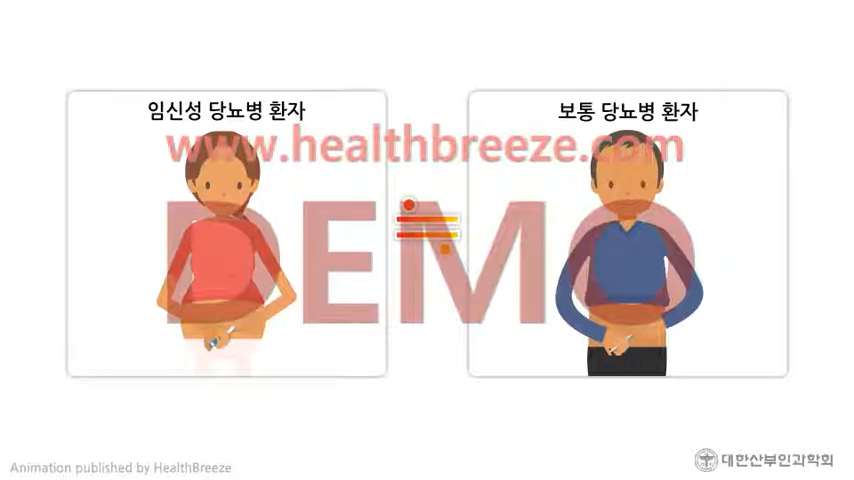 임신성 당뇨병 환자
보통 당뇨병 환자
www.healthbreeze.com
DEMO
Animation published by HealthBreeze
대한산부인과학회